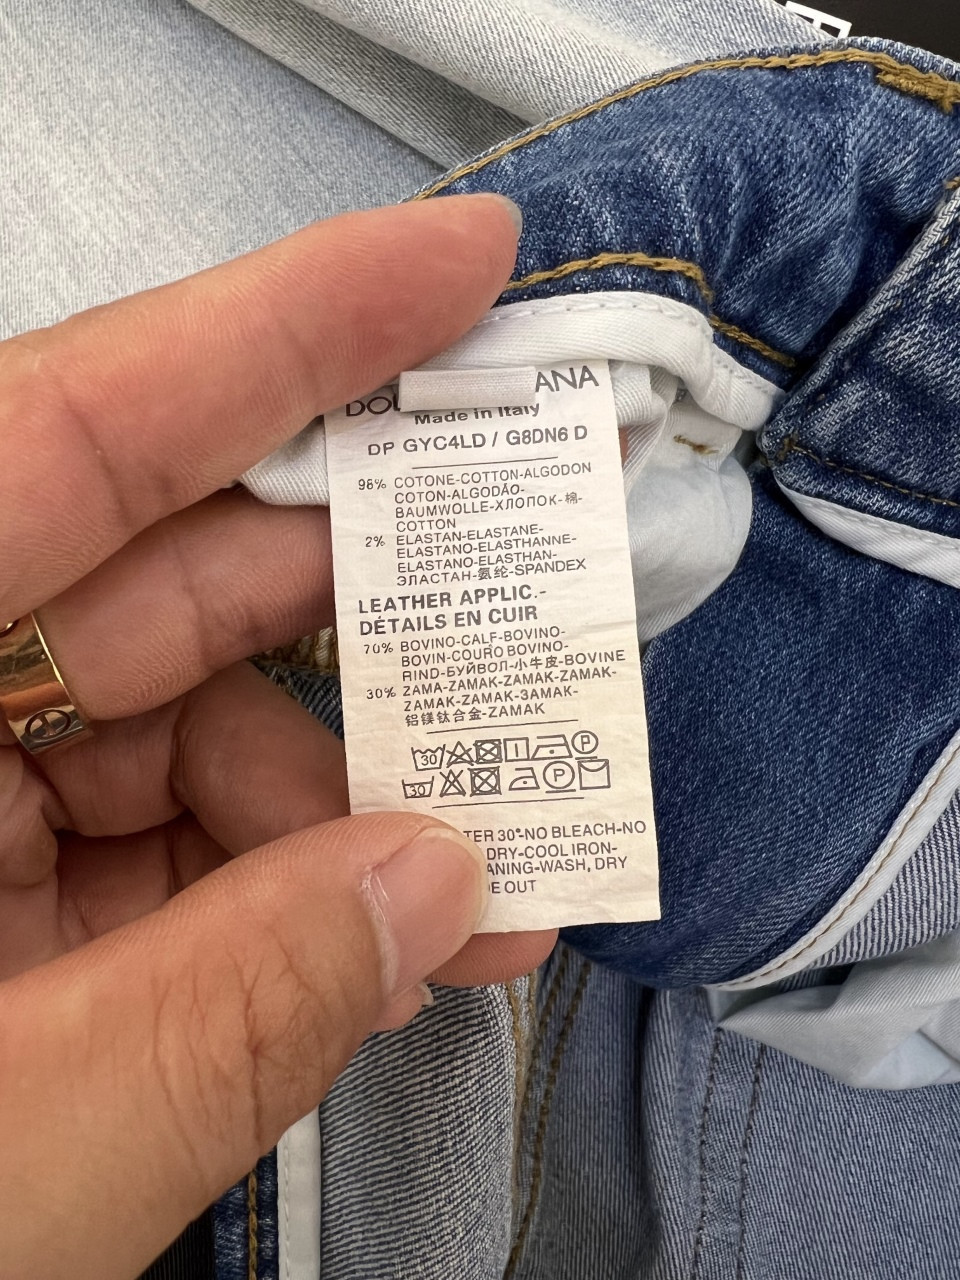 ANA
Made in Italy
DP GYC4LD / G8DN6 D
98% COTONE-COTTON-ALGODON
COTON-ALGODÃO-
BAUMWOLLE-ХЛОПОК-棉-
COTTON
2% ELASTAN-ELASTANE-
ELASTANO-ELASTHANNE-
ELASTANO-ELASTHAN-
ЭЛАСТАН-氨纶-SPANDEX
LEATHER APPLIC.-
DÉTAILS EN CUIR
70% BOVINO-CALF-BOVINO-
BOVIN-COURO BOVINO-
RIND-БУЙВОЛ-小牛皮-BOVINE
30% ZAMA-ZAMAK-ZAMAK-ZAMAK-
ZAMAK-ZAMAK-ЗАМАК-
铝镁钛合金-ZAMAK
30 P
30 P
TER 30°-NO BLEACH-NO
DRY-COOL IRON-
ANING-WASH, DRY
DE OUT